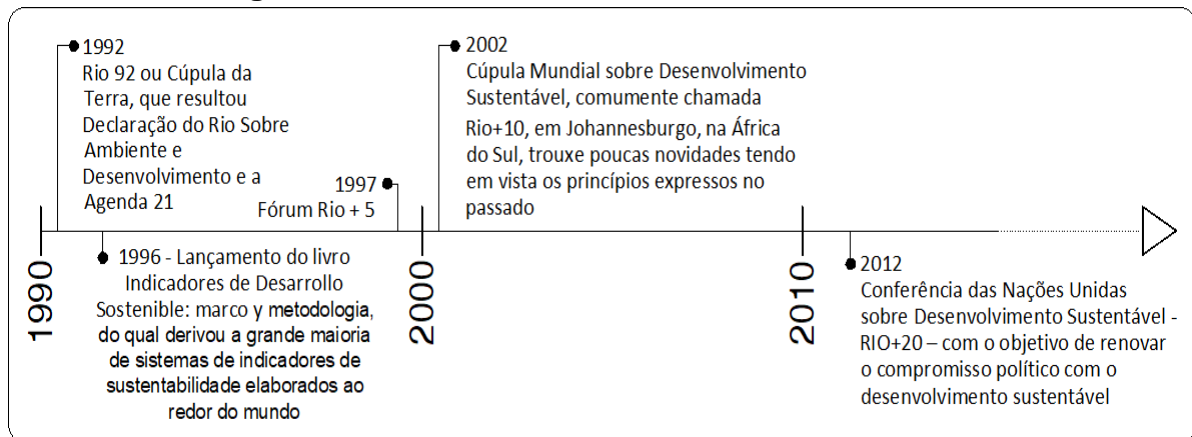 1992
Rio 92 ou Cúpula da
Terra, que resultou
Declaração do Rio Sobre
Ambiente e
Desenvolvimento e a
Agenda 21
1997
Fórum Rio + 5
2002
Cúpula Mundial sobre Desenvolvimento
Sustentável, comumente chamada
Rio+10, em Johannesburgo, na África
do Sul, trouxe poucas novidades tendo
em vista os princípios expressos no
passado
1990
2000
2010
1996 - Lançamento do livro
Indicadores de Desarrollo
Sostenible: marco y metodologia,
do qual derivou a grande maioria
de sistemas de indicadores de
sustentabilidade elaborados ao
redor do mundo
2012
Conferência das Nações Unidas
sobre Desenvolvimento Sustentável -
RIO+20 – com o objetivo de renovar
o compromisso político com o
desenvolvimento sustentável